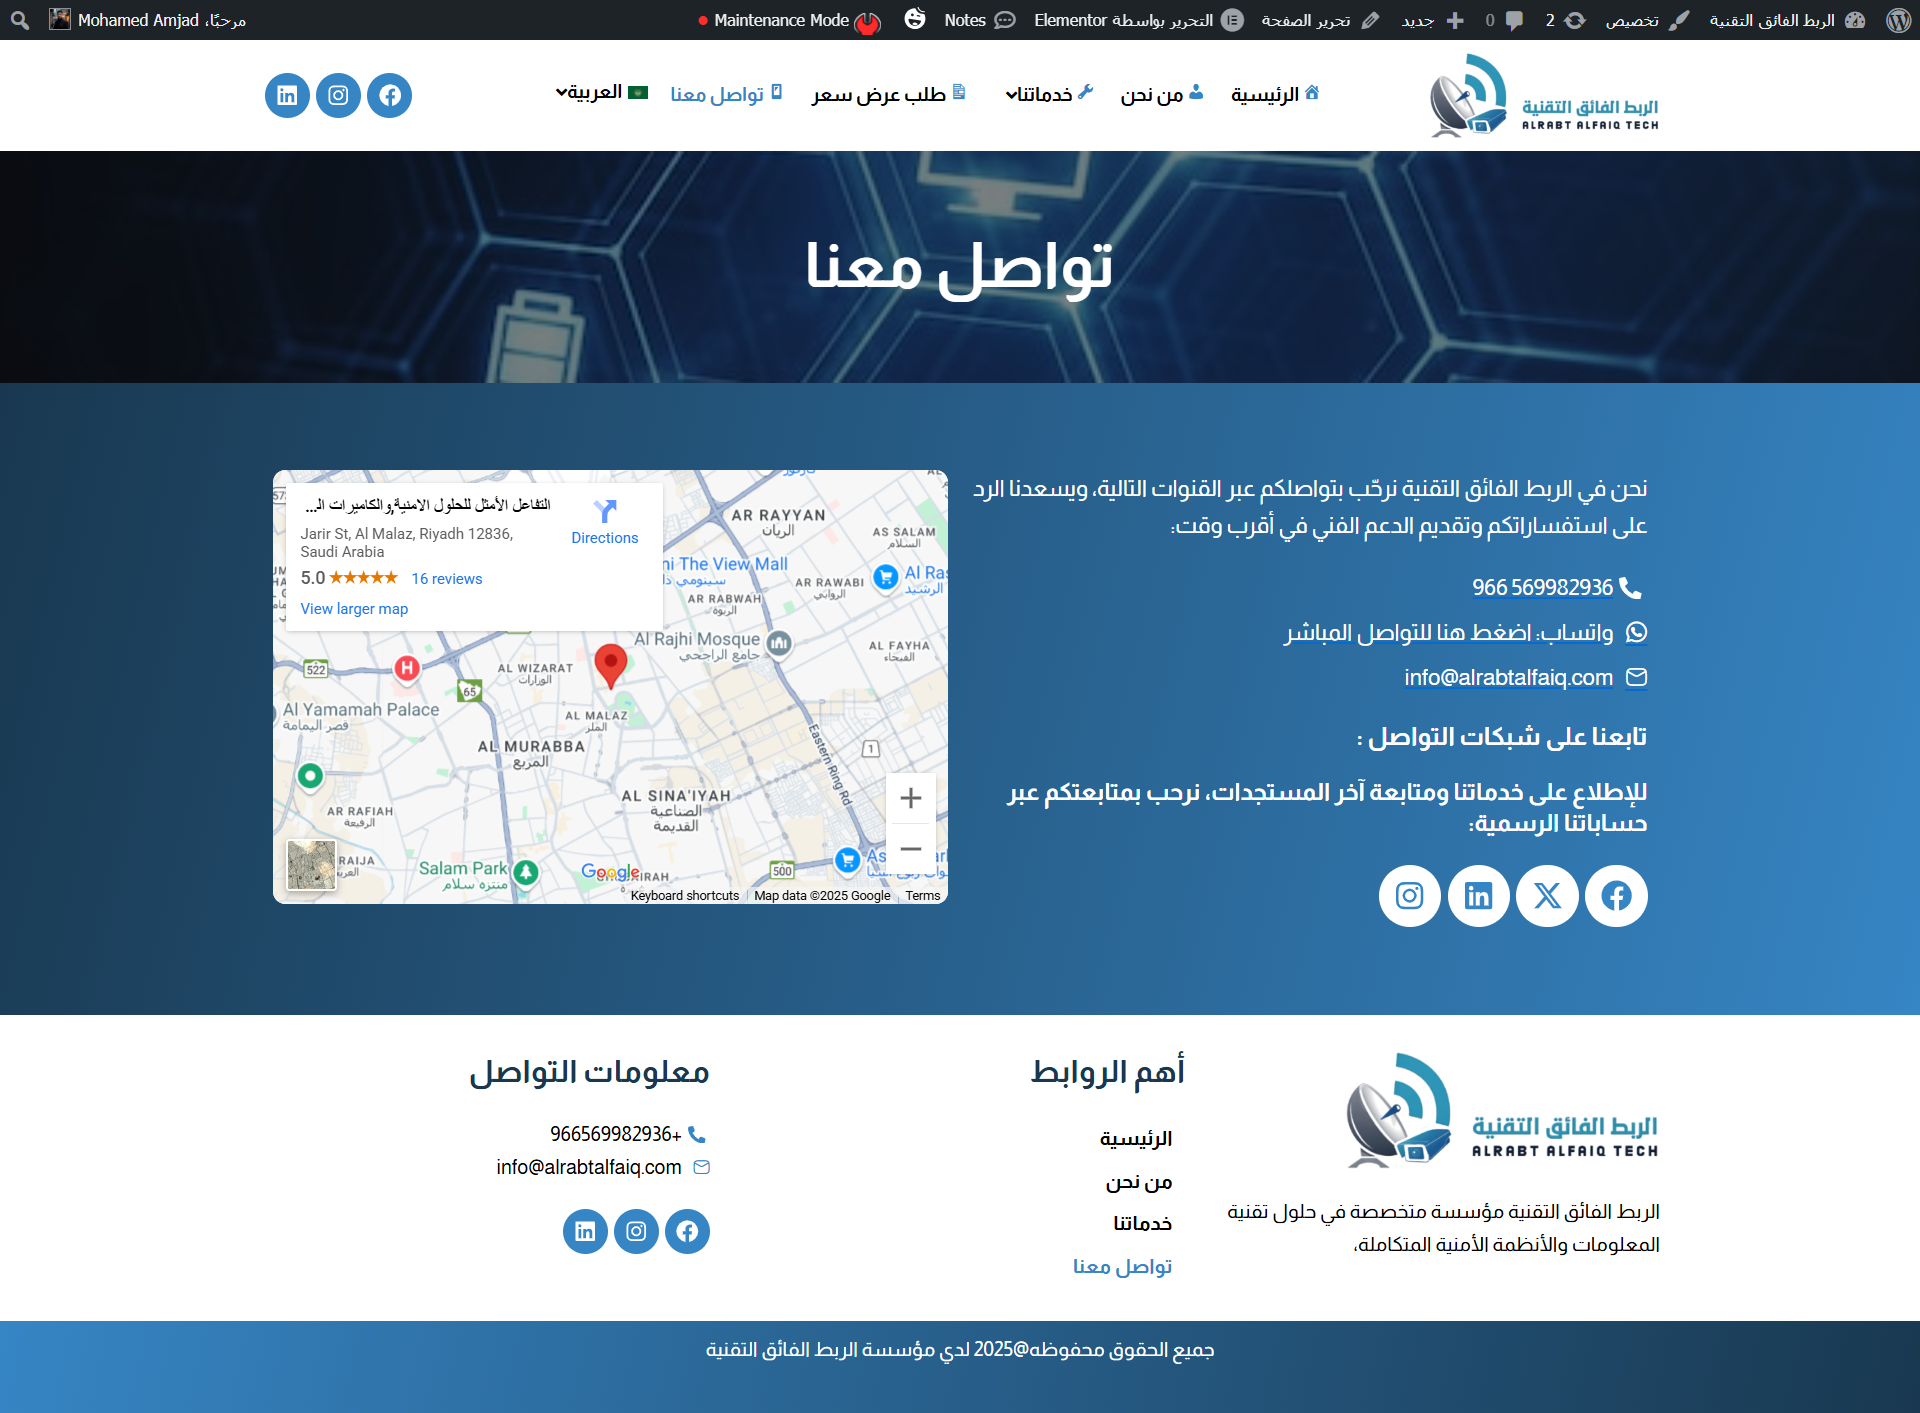 الربط الفائق التقنية
تخصيص
2
0
جديد
تحرير الصفحة
التحرير بواسطة Elementor
Notes
Maintenance Mode
مرحبًا، Mohamed Amjad
الربط الفائق التقنية
ALRABT ALFAIQ TECH
الرئيسية
من نحن
خدماتنا
طلب عرض سعر
تواصل معنا
العربية
تواصل معنا
نحن في الربط الفائق التقنية نرحّب بتواصلكم عبر القنوات التالية، ويسعدنا الرد
على استفساراتكم وتقديم الدعم الفني في أقرب وقت:
966 569982936
واتساب: اضغط هنا للتواصل المباشر
info@alrabtalfaiq.com
تابعنا على شبكات التواصل :
للإطلاع على خدماتنا ومتابعة آخر المستجدات، نرحب بمتابعتكم عبر
حساباتنا الرسمية:
التفاعل الأمثل للحلول الامنية,والكاميرات الـ...
Jarir St, Al Malaz, Riyadh 12836,
Saudi Arabia
5.0
16 reviews
View larger map
Directions
AR RAYYAN
الريان
AS SALAM
السلام
The View Mall
AR RAWABI
الروابي
AR RABWAH
الربوة
Al Rajhi Mosque
جامع الراجحي
AL FAYHA
الفيحاء
522
AL WIZARAT
الوزارات
65
Al Yamamah Palace
قصر اليمامة
AL MALAZ
الملز
AL MURABBA
المربع
Eastern Ring Rd
1
AL SINA'IYAH
الصناعية
القديمة
AR RAFIAH
الرفيعة
Salam Park
منتزه سلام
Google
500
Keyboard shortcuts
Map data ©2025 Google
Terms
الربط الفائق التقنية
ALRABT ALFAIQ TECH
الربط الفائق التقنية مؤسسة متخصصة في حلول تقنية
المعلومات والأنظمة الأمنية المتكاملة،
أهم الروابط
الرئيسية
من نحن
خدماتنا
تواصل معنا
معلومات التواصل
966569982936+
info@alrabtalfaiq.com
جميع الحقوق محفوظه@2025 لدي مؤسسة الربط الفائق التقنية